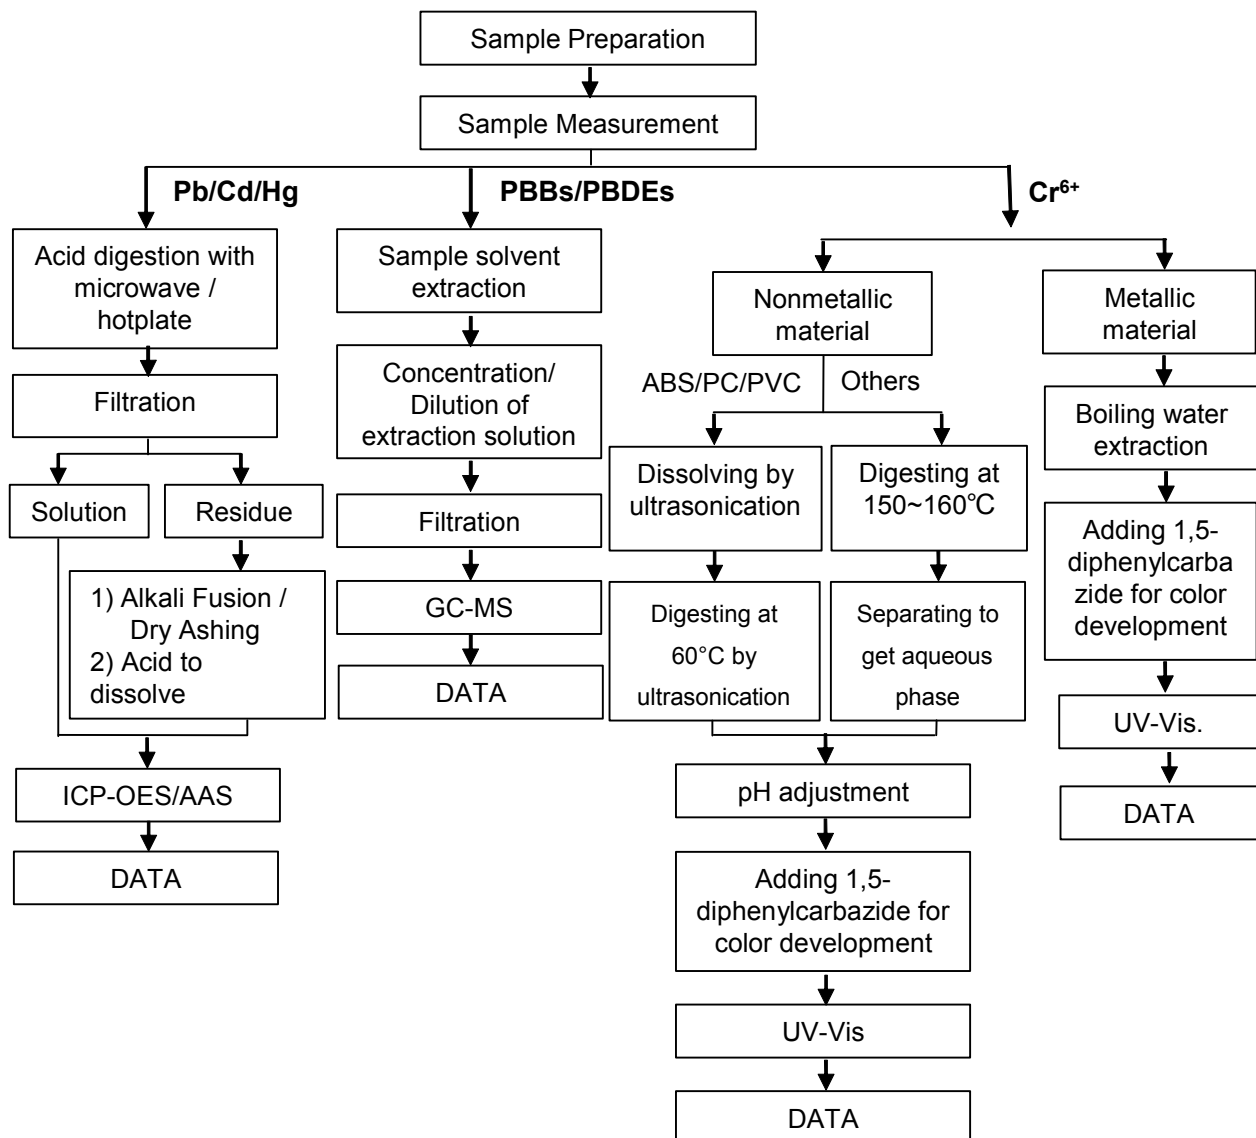 Sample Preparation
Sample Measurement
Pb/Cd/Hg
PBBs/PBDEs
Cr⁶⁺
Acid digestion with
microwave /
hotplate
Filtration
Solution
Residue
1) Alkali Fusion /
Dry Ashing
2) Acid to
dissolve
ICP-OES/AAS
DATA
Sample solvent
extraction
Concentration/
Dilution of
extraction solution
Filtration
GC-MS
DATA
Nonmetallic
material
ABS/PC/PVC
Others
Dissolving by
ultrasonication
Digesting at
60°C by
ultrasonication
Digesting at
150~160℃
Separating to
get aqueous
phase
pH adjustment
Adding 1,5-
diphenylcarbazide for
color development
UV-Vis
DATA
Metallic
material
Boiling water
extraction
Adding 1,5-
diphenylcarba
zide for color
development
UV-Vis.
DATA